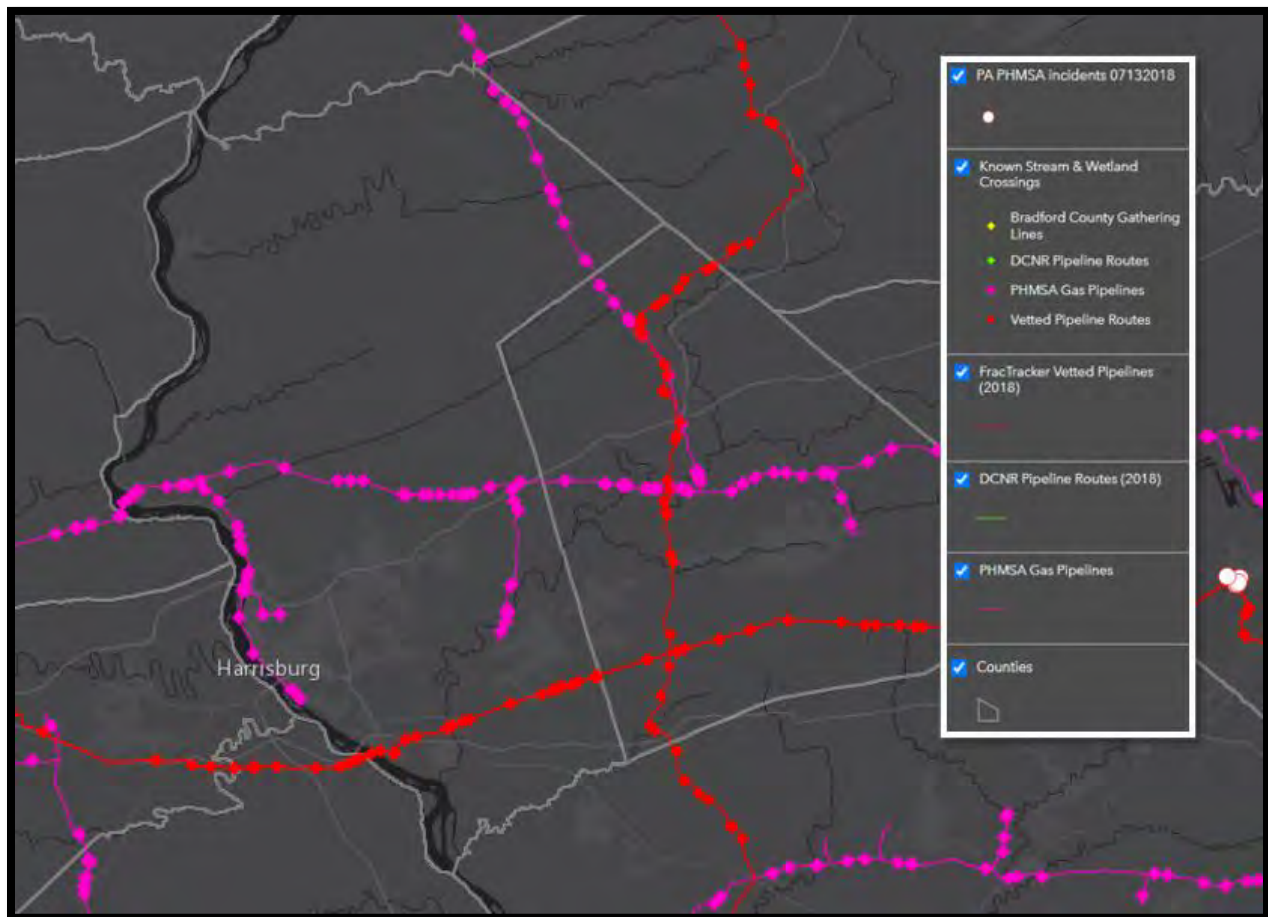 PA PHMSA incidents 07132018
Known Stream & Wetland
Crossings
Bradford County Gathering
Lines
DCNR Pipeline Routes
PHMSA Gas Pipelines
Vetted Pipeline Routes
FracTracker Vetted Pipelines
(2018)
DCNR Pipeline Routes (2018)
PHMSA Gas Pipelines
Counties
Harrisburg